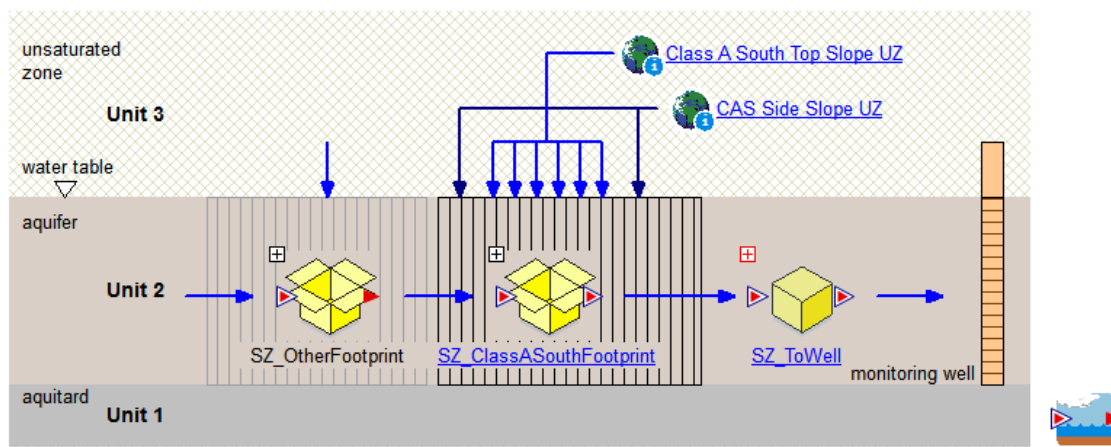 unsaturated
zone
Class A South Top Slope UZ
Unit 3
CAS Side Slope UZ
water table
aquifer
Unit 2
SZ_OtherFootprint
SZ_ClassASouthFootprint
SZ_ToWell
monitoring well
aquitard
Unit 1